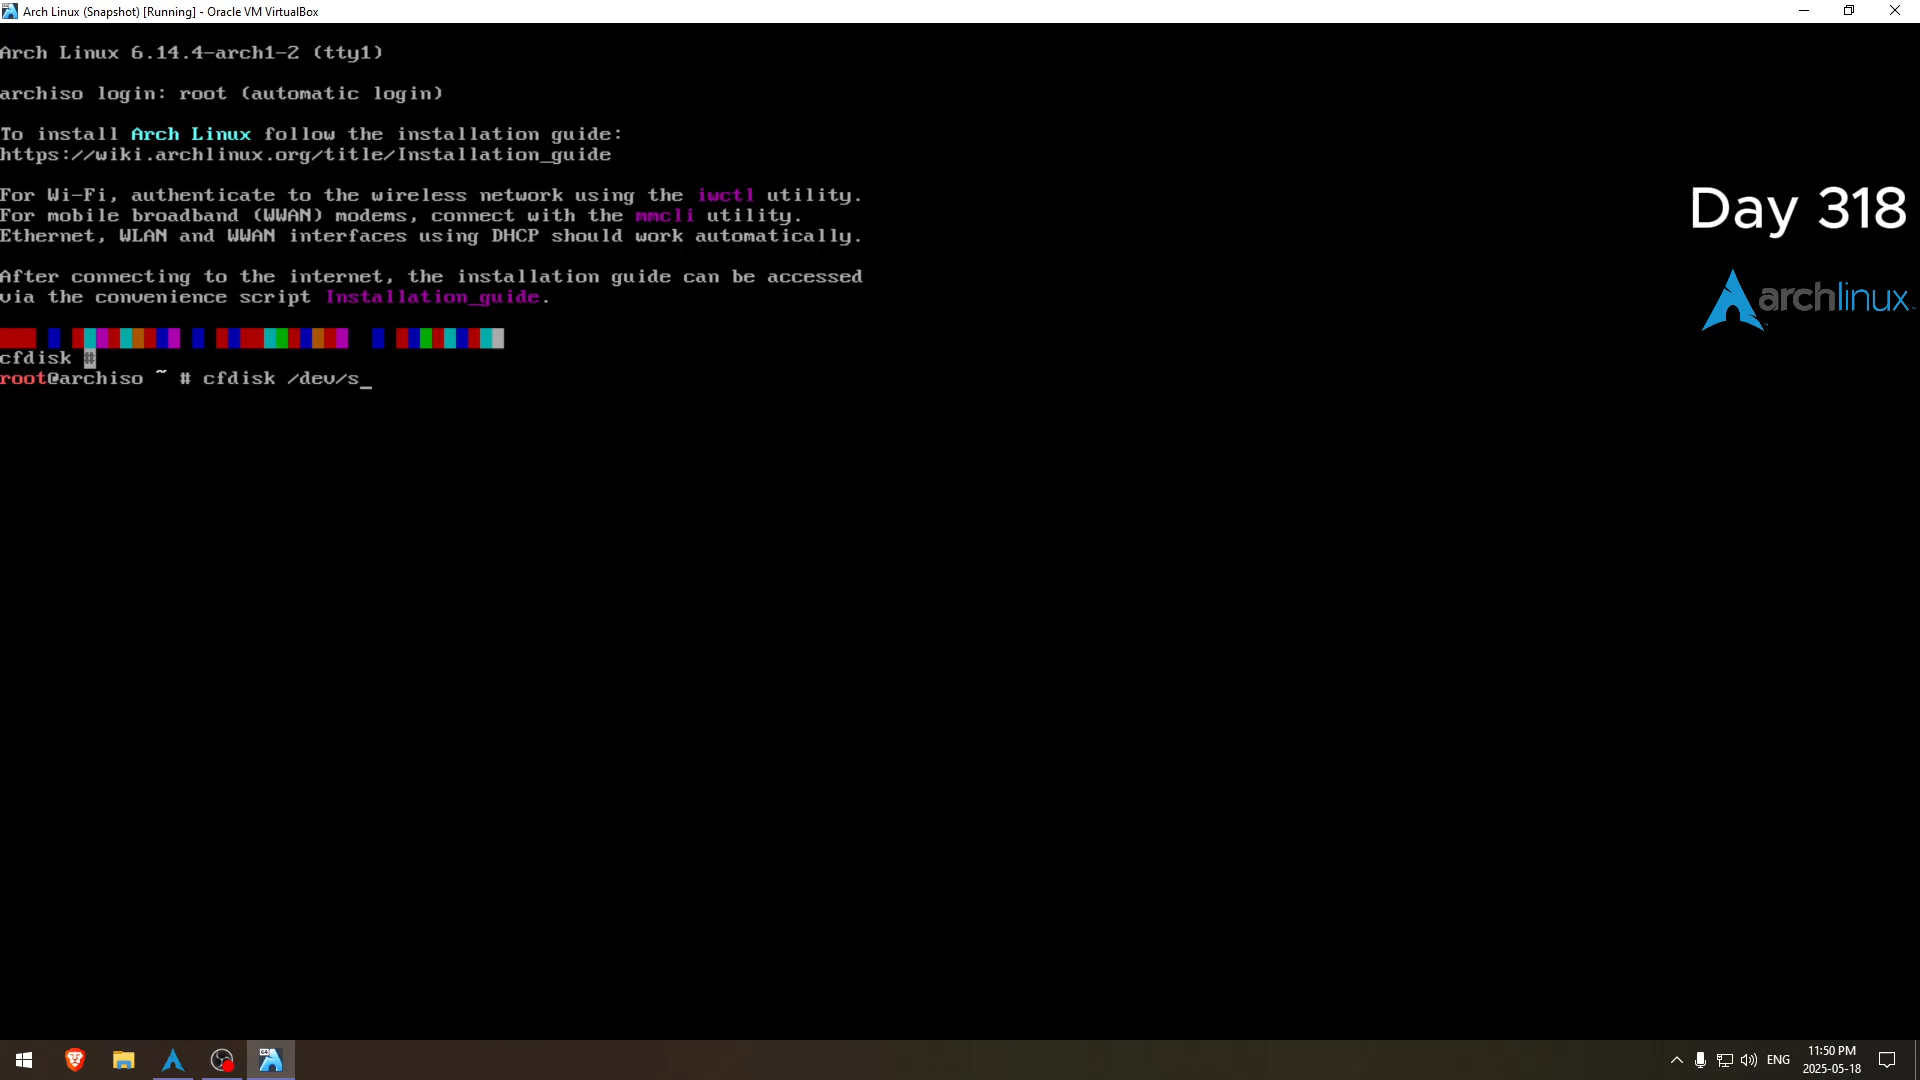 Arch Linux (Snapshot) [Running] - Oracle VM VirtualBox
Arch Linux 6.14.4-arch1-2 (tty1)
archiso login: root (automatic login)
To install Arch Linux follow the installation guide:
https://wiki.archlinux.org/title/Installation_guide
For Wi-Fi, authenticate to the wireless network using the iwctl utility.
For mobile broadband (WWAN) modems, connect with the mmcli utility.
Ethernet, WLAN and WWAN interfaces using DHCP should work automatically.
After connecting to the internet, the installation guide can be accessed
via the convenience script Installation_guide.
cfdisk #
root@archiso ~ # cfdisk /dev/s_
Day 318
archlinux
64
ENG
11:50 PM
2025-05-18